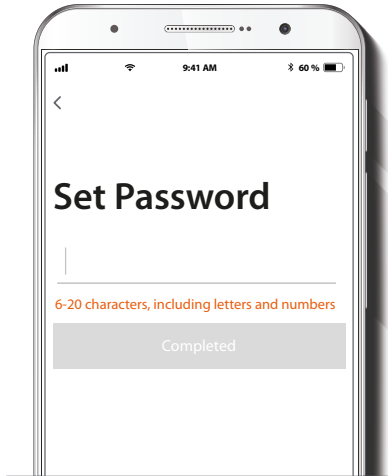 9:41 AM 60 %
Set Password
6-20 characters, including letters and numbers
Completed